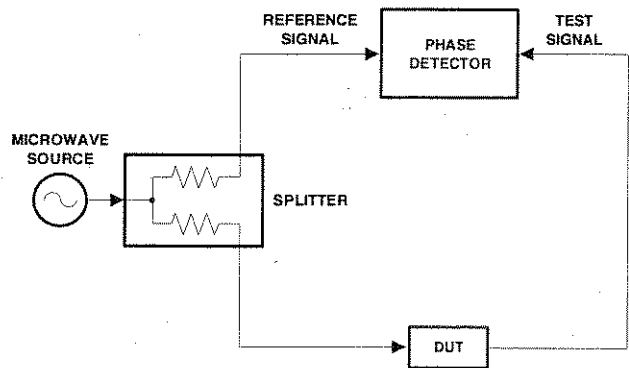 REFERENCE
SIGNAL
PHASE
DETECTOR
TEST
SIGNAL
MICROWAVE
SOURCE
SPLITTER
DUT